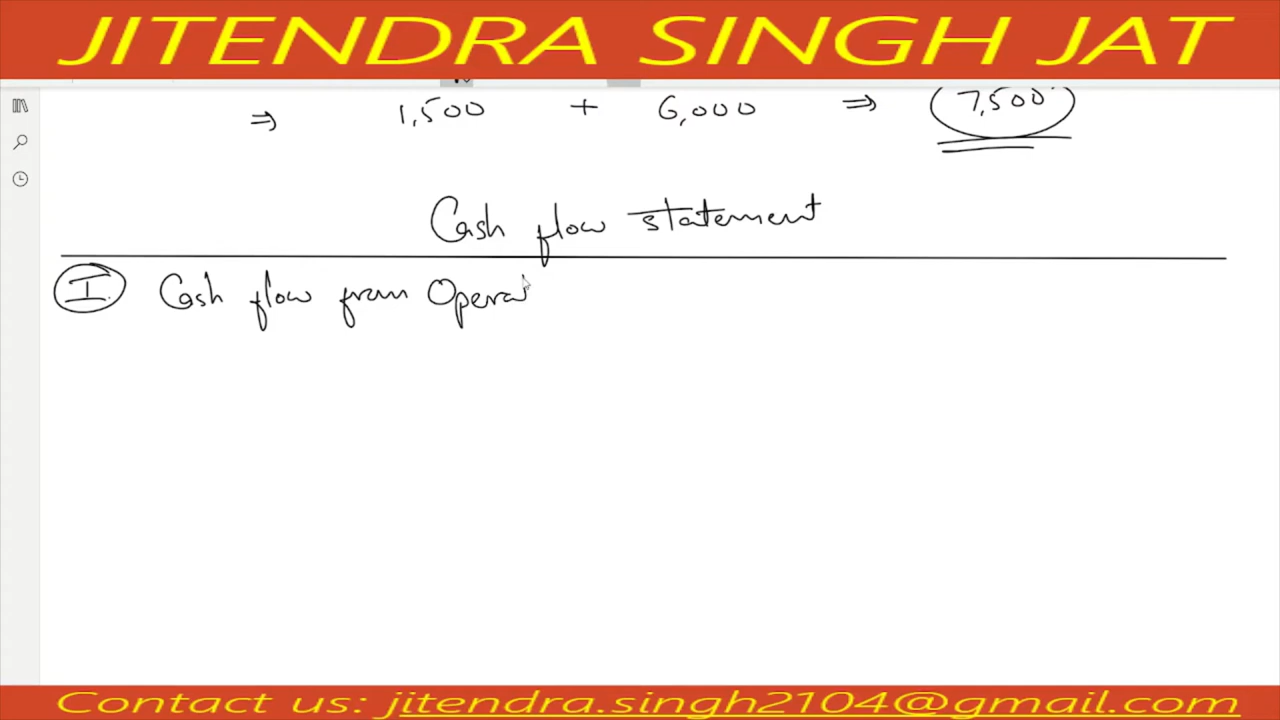 JITENDRA SINGH JAT
⇒ 1,500 + 6,000 ⇒ 7,500
Cash flow statement
I Cash flow from Opera
Contact us: jitendra.singh2104@gmail.com